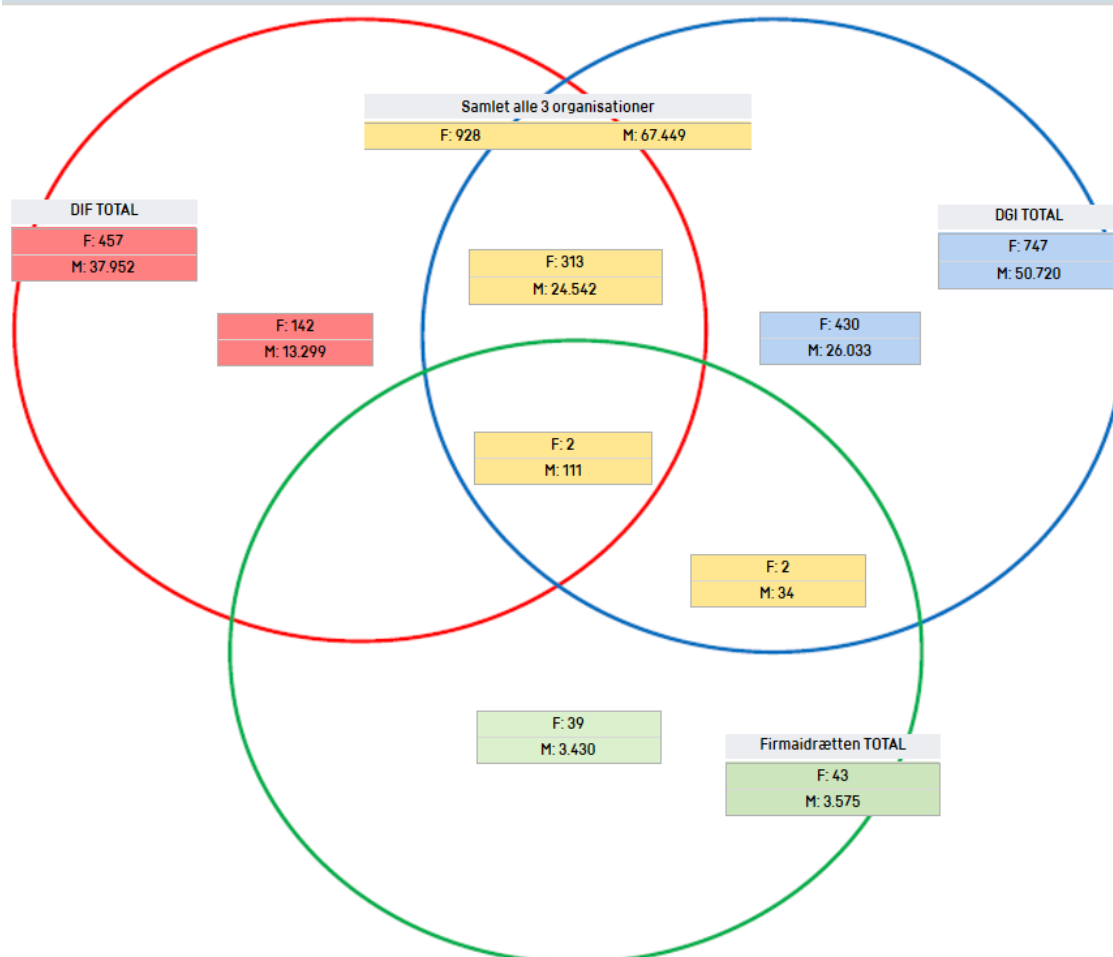 Samlet alle 3 organisationer
F: 928 M: 67.449
DIF TOTAL
F: 457
M: 37.952
DGI TOTAL
F: 747
M: 50.720
F: 313
M: 24.542
F: 142
M: 13.299
F: 430
M: 26.033
F: 2
M: 111
F: 2
M: 34
F: 39
M: 3.430
Firmaidrætten TOTAL
F: 43
M: 3.575